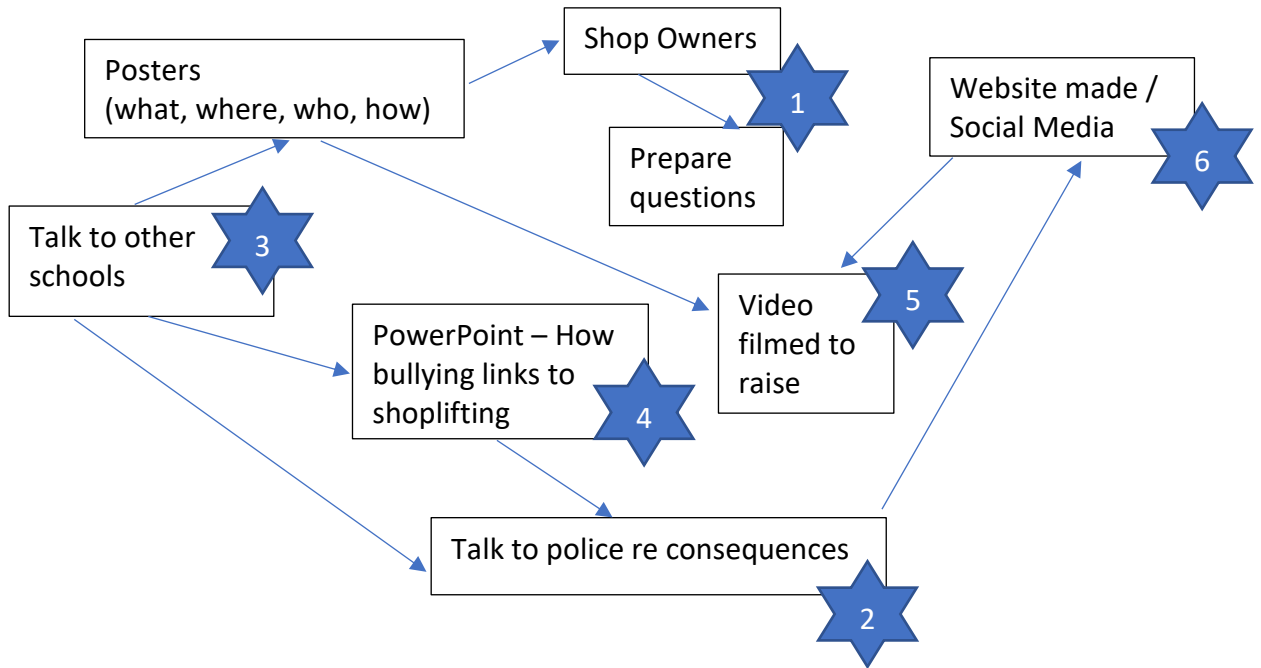 Posters
(what, where, who, how)
Shop Owners
1
Prepare
questions
Website made /
Social Media
6
Talk to other
schools
3
PowerPoint – How
bullying links to
shoplifting
4
Video
filmed to
raise
5
Talk to police re consequences
2